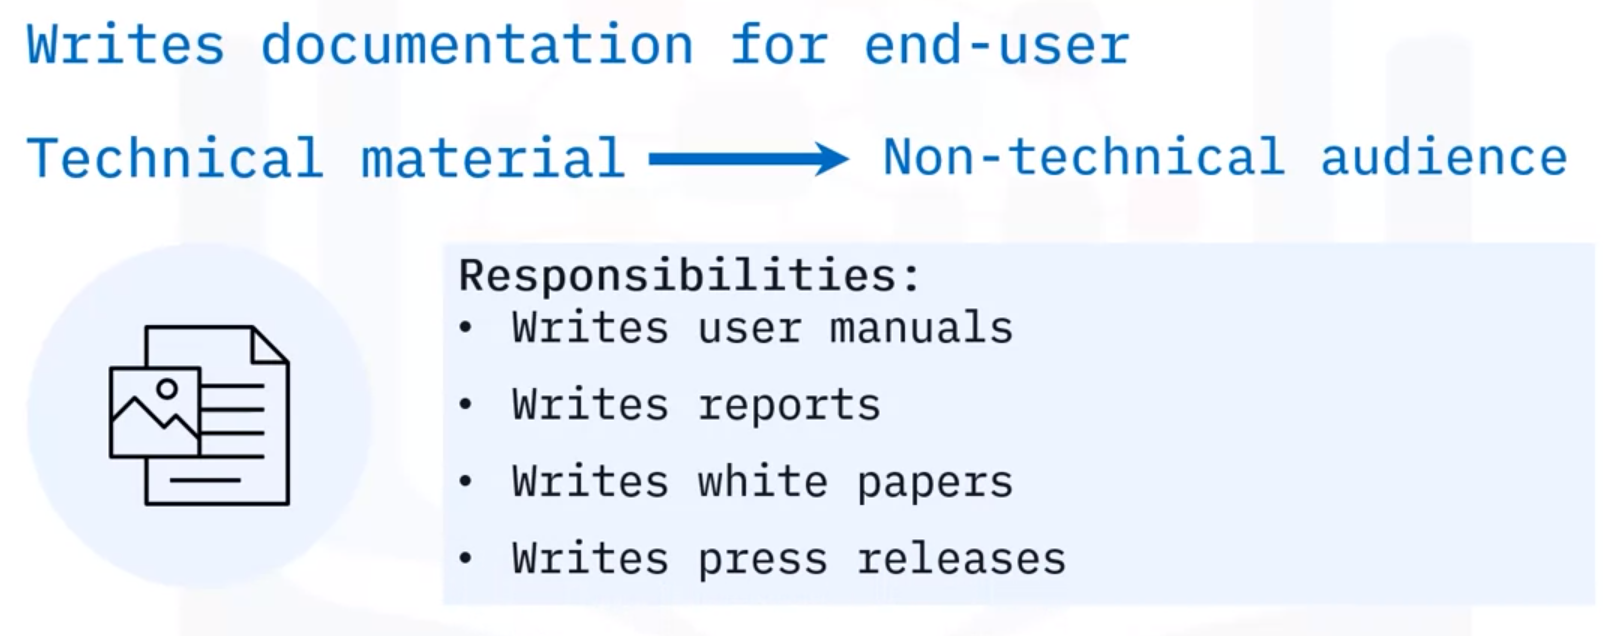 Writes documentation for end-user
Technical material Non-technical audience
Responsibilities:
• Writes user manuals
• Writes reports
• Writes white papers
• Writes press releases